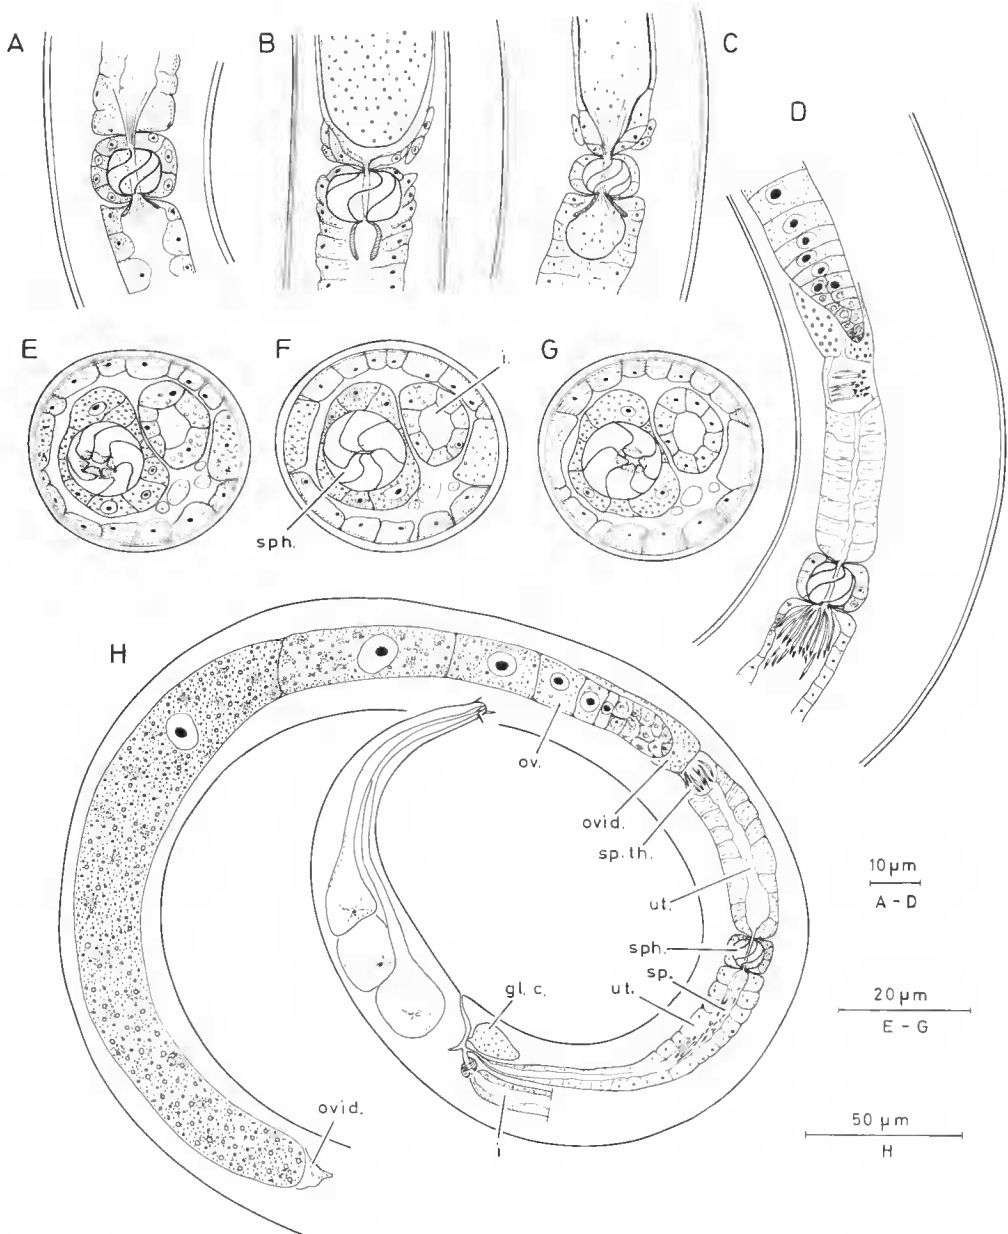 A
B
C
D
E
F
i.
G
sph.
H
ov.
ovid.
sp.th.
10 µm
A - D
ut.
sph.
sp.
gl. c.
ut.
20 µm
E - G
ovid.
50 µm
H
i